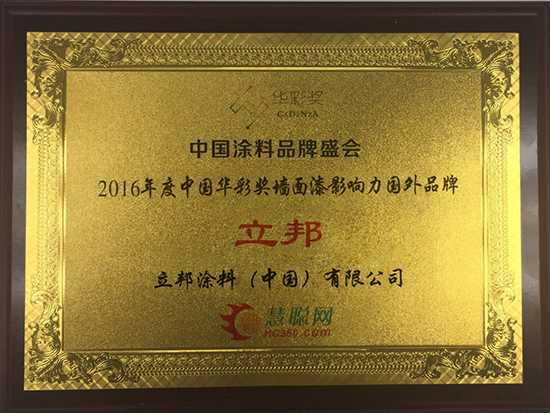 华彩奖
CADENZA
中国涂料品牌盛会
2016年度中国华彩奖墙面漆影响力国外品牌
立邦
立邦涂料（中国）有限公司
慧聪网
HC360.com